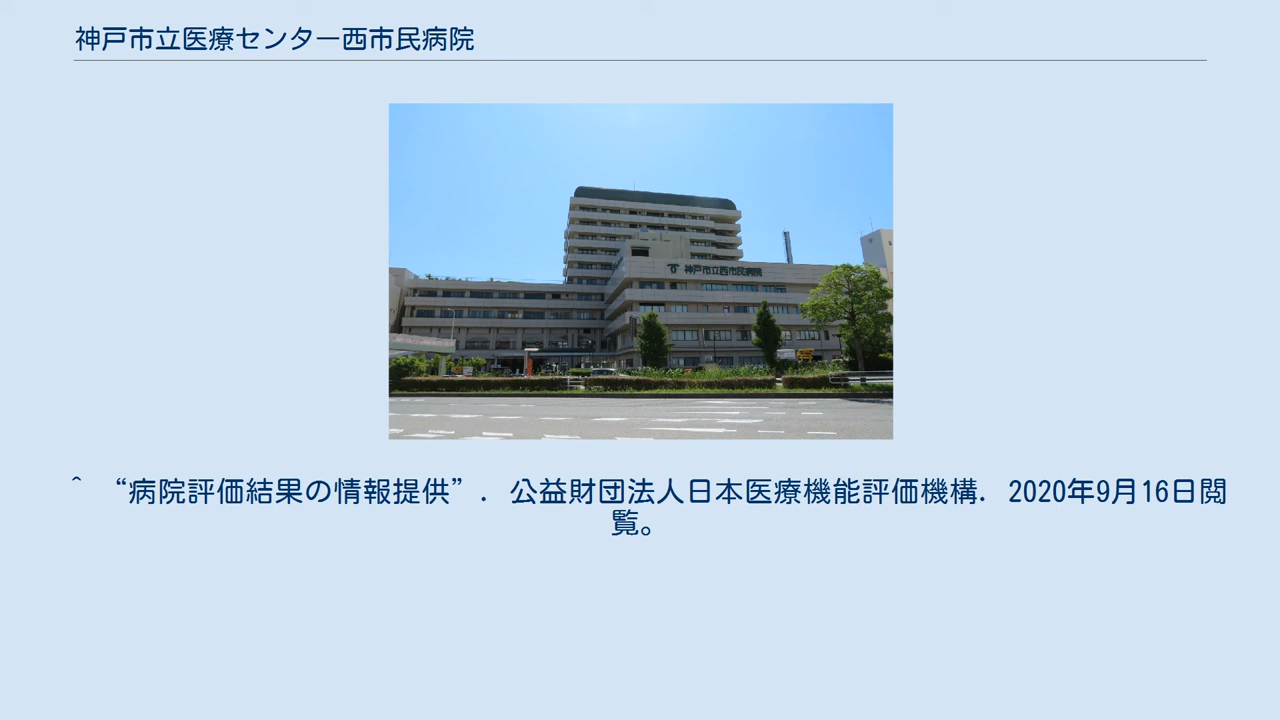 神戸市立医療センター西市民病院
神戸市立西市民病院
^ “病院評価結果の情報提供”. 公益財団法人日本医療機能評価機構. 2020年9月16日閲
覧。